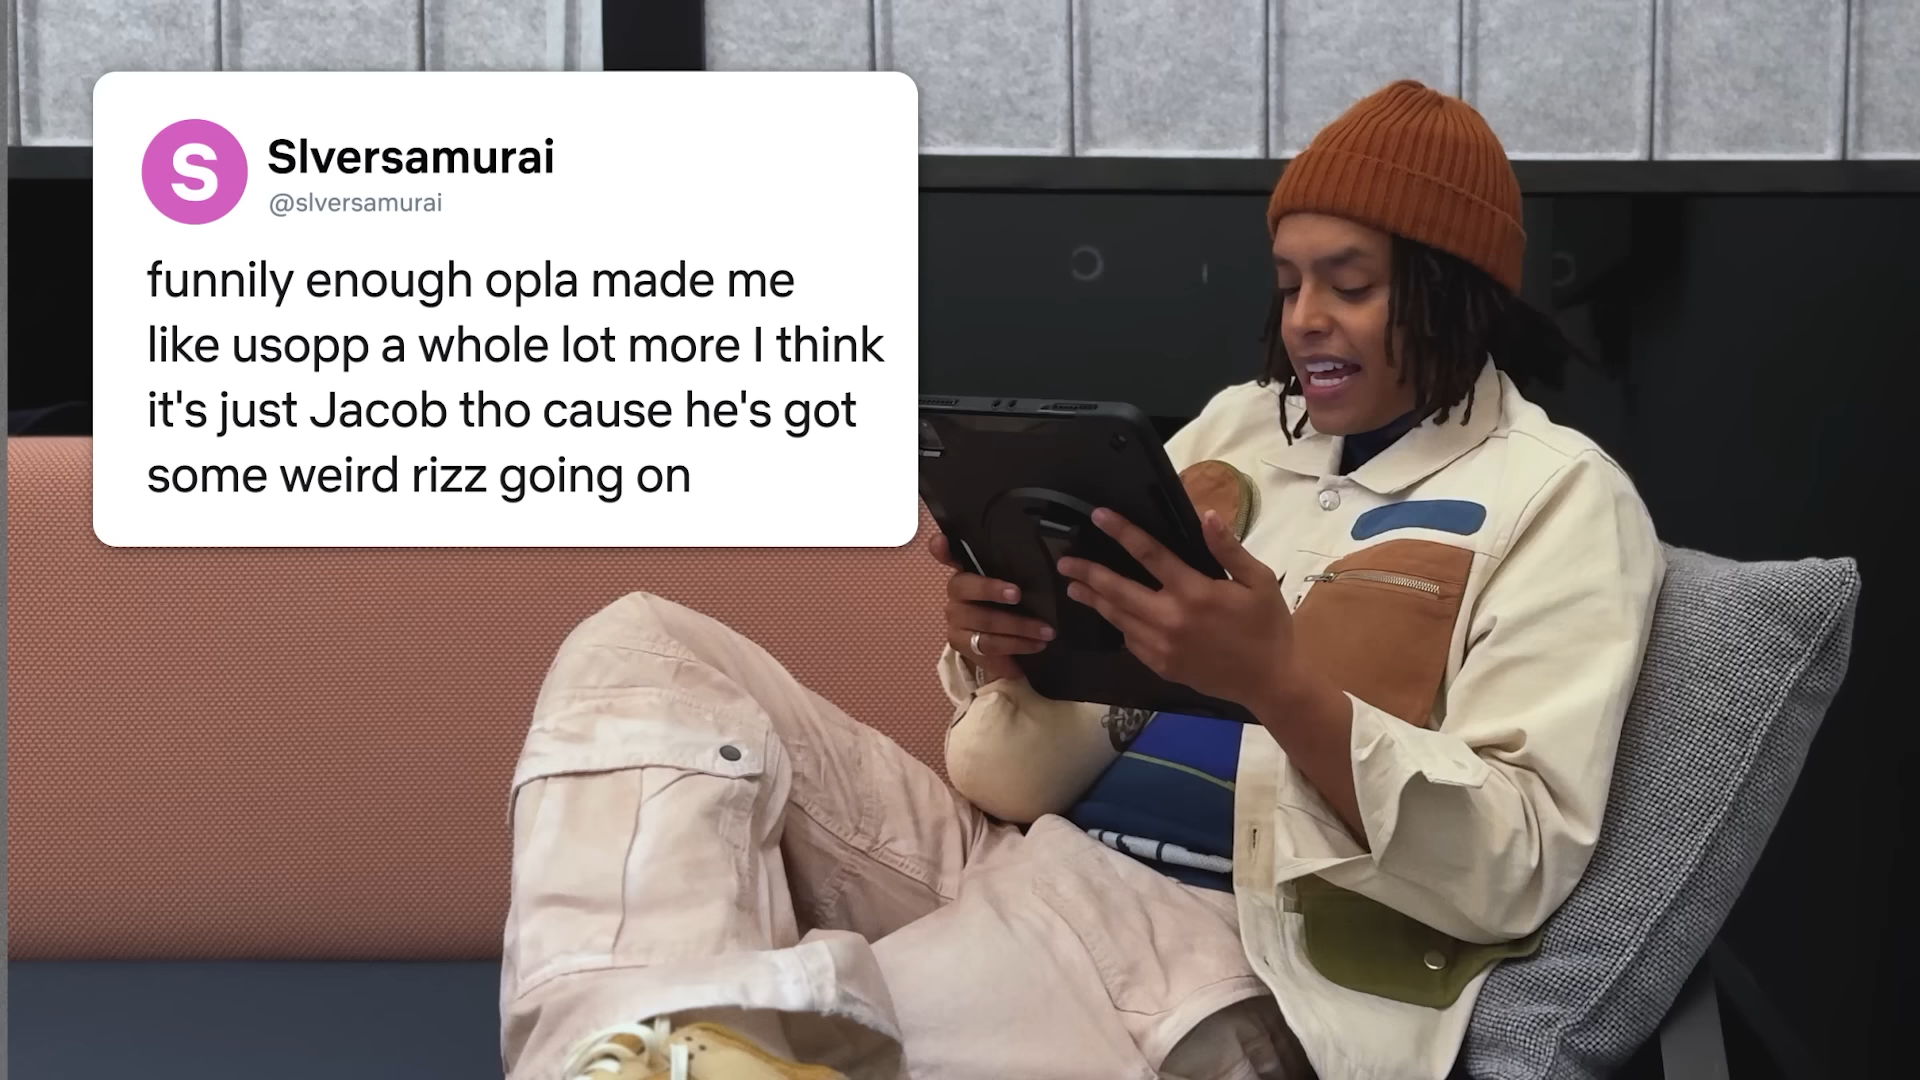 S
Slversamurai
@slversamurai
funnily enough opla made me
like usopp a whole lot more I think
it's just Jacob tho cause he's got
some weird rizz going on